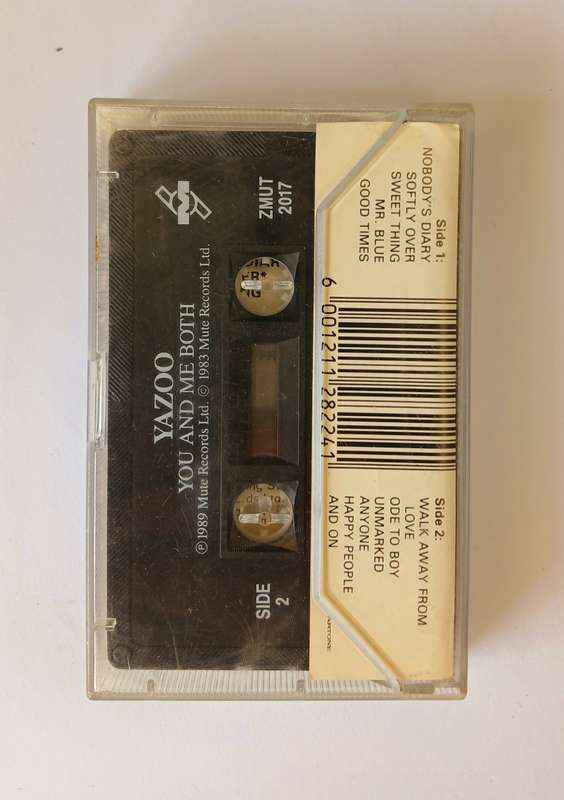 YAZOO
YOU AND ME BOTH
℗ 1989 Mute Records Ltd. © 1983 Mute Records Ltd.
ZMUT
2017
SIDE
2
Side 1:
NOBODY'S DIARY
SOFTLY OVER
SWEET THING
MR. BLUE
GOOD TIMES
6 001211 282241
Side 2:
WALK AWAY FROM
LOVE
ODE TO BOY
UNMARKED
ANYONE
HAPPY PEOPLE
AND ON